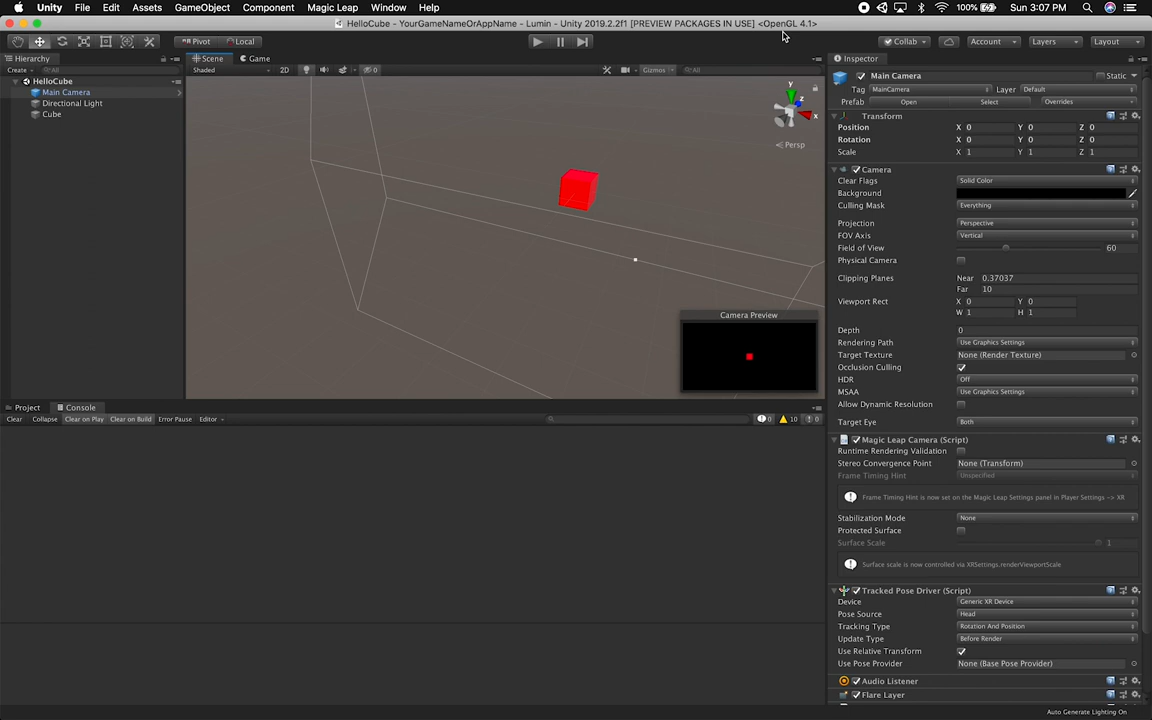 Unity File Edit Assets GameObject Component Magic Leap Window Help 100% Sun 3:07 PM
HelloCube - YourGameNameOrAppName - Lumin - Unity 2019.2.2f1 [PREVIEW PACKAGES IN USE] <OpenGL 4.1>
Pivot Local Collab Account Layers Layout
Hierarchy Scene Game Inspector
Create All Shaded 2D 0 Gizmos All
HelloCube
Main Camera
Directional Light
Cube
y
z
x
Persp
Camera Preview
Main Camera Static
Tag MainCamera Layer Default
Prefab Open Select Overrides
Transform
Position X 0 Y 0 Z 0
Rotation X 0 Y 0 Z 0
Scale X 1 Y 1 Z 1
Camera
Clear Flags Solid Color
Background
Culling Mask Everything
Projection Perspective
FOV Axis Vertical
Field of View 60
Physical Camera
Clipping Planes Near 0.37037
Far 10
Viewport Rect X 0 Y 0
W 1 H 1
Depth 0
Rendering Path Use Graphics Settings
Target Texture None (Render Texture)
Occlusion Culling
HDR Off
MSAA Use Graphics Settings
Allow Dynamic Resolution
Target Eye Both
Magic Leap Camera (Script)
Runtime Rendering Validation
Stereo Convergence Point None (Transform)
Frame Timing Hint Unspecified
Frame Timing Hint is now set on the Magic Leap Settings panel in Player Settings -> XR
Stabilization Mode None
Protected Surface
Surface Scale 1
Surface scale is now controlled via XRSettings.renderViewportScale
Tracked Pose Driver (Script)
Device Generic XR Device
Pose Source Head
Tracking Type Rotation And Position
Update Type Before Render
Use Relative Transform
Use Pose Provider None (Base Pose Provider)
Audio Listener
Flare Layer
Project Console
Clear Collapse Clear on Play Clear on Build Error Pause Editor 0 10 0
Auto Generate Lighting On